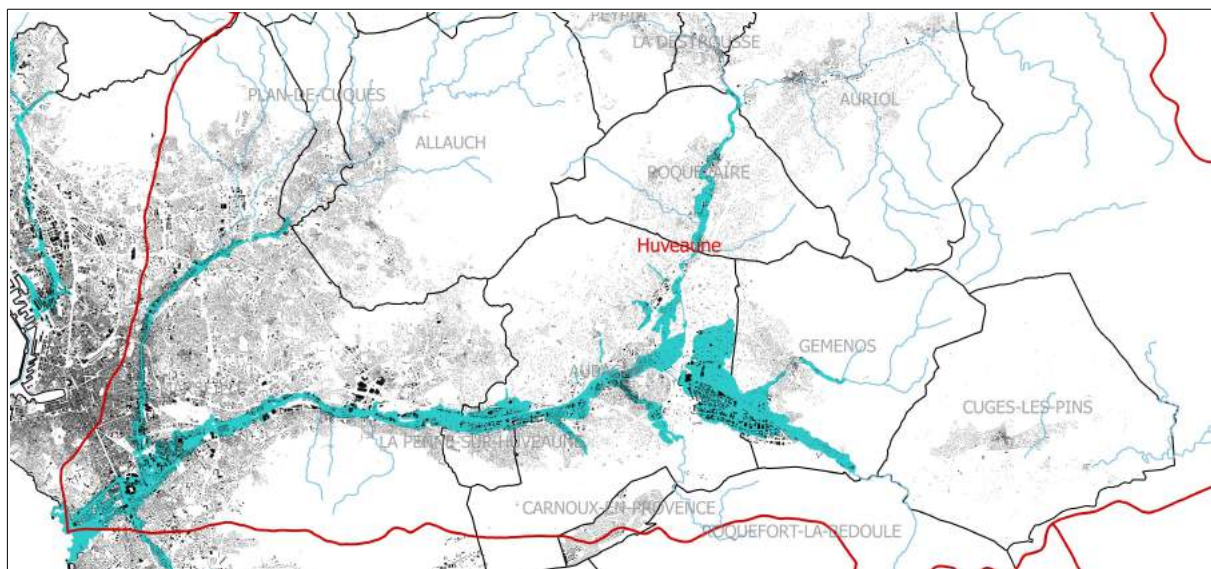 PEYPIN
LA DESTROUSSE
PLAN-DE-CUQUES
AURIOL
ALLAUCH
ROQUEVAIRE
Huveaune
GEMENOS
CUGES-LES-PINS
LA PENNE-SUR-HUVEAUNE
CARNOUX-EN-PROVENCE
ROQUEFORT-LA-BEDOULE